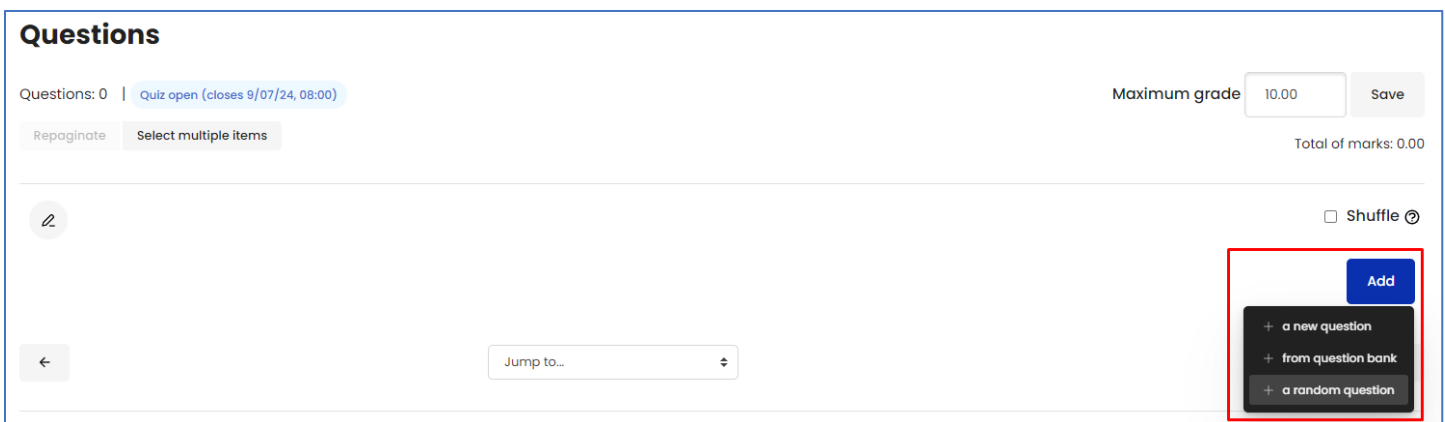 Questions
Questions: 0 | Quiz open (closes 9/07/24, 08:00)
Maximum grade 10.00 Save
Repaginate Select multiple items
Total of marks: 0.00
Shuffle
Add
+ a new question
+ from question bank
+ a random question
Jump to...